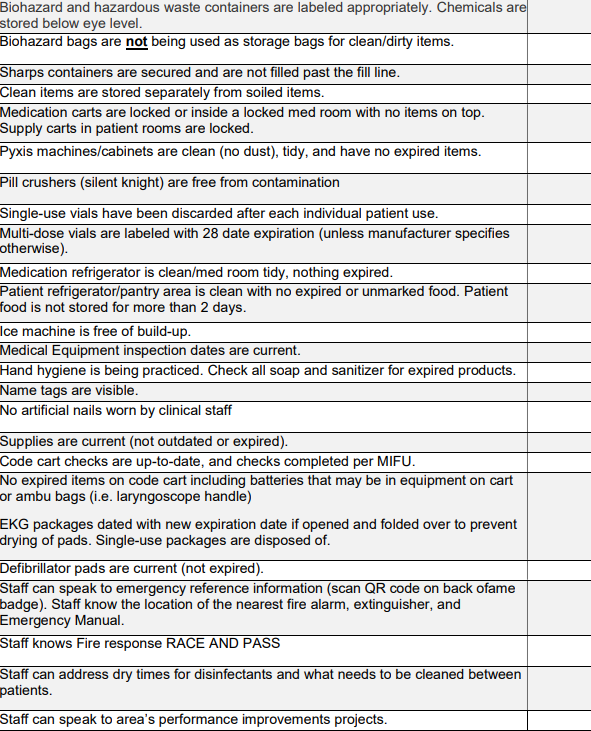 Biohazard and hazardous waste containers are labeled appropriately. Chemicals are
stored below eye level.
Biohazard bags are not being used as storage bags for clean/dirty items.
Sharps containers are secured and are not filled past the fill line.
Clean items are stored separately from soiled items.
Medication carts are locked or inside a locked med room with no items on top.
Supply carts in patient rooms are locked.
Pyxis machines/cabinets are clean (no dust), tidy, and have no expired items.
Pill crushers (silent knight) are free from contamination
Single-use vials have been discarded after each individual patient use.
Multi-dose vials are labeled with 28 date expiration (unless manufacturer specifies
otherwise).
Medication refrigerator is clean/med room tidy, nothing expired.
Patient refrigerator/pantry area is clean with no expired or unmarked food. Patient
food is not stored for more than 2 days.
Ice machine is free of build-up.
Medical Equipment inspection dates are current.
Hand hygiene is being practiced. Check all soap and sanitizer for expired products.
Name tags are visible.
No artificial nails worn by clinical staff
Supplies are current (not outdated or expired).
Code cart checks are up-to-date, and checks completed per MIFU.
No expired items on code cart including batteries that may be in equipment on cart
or ambu bags (i.e. laryngoscope handle)
EKG packages dated with new expiration date if opened and folded over to prevent
drying of pads. Single-use packages are disposed of.
Defibrillator pads are current (not expired).
Staff can speak to emergency reference information (scan QR code on back ofame
badge). Staff know the location of the nearest fire alarm, extinguisher, and
Emergency Manual.
Staff knows Fire response RACE AND PASS
Staff can address dry times for disinfectants and what needs to be cleaned between
patients.
Staff can speak to area's performance improvements projects.